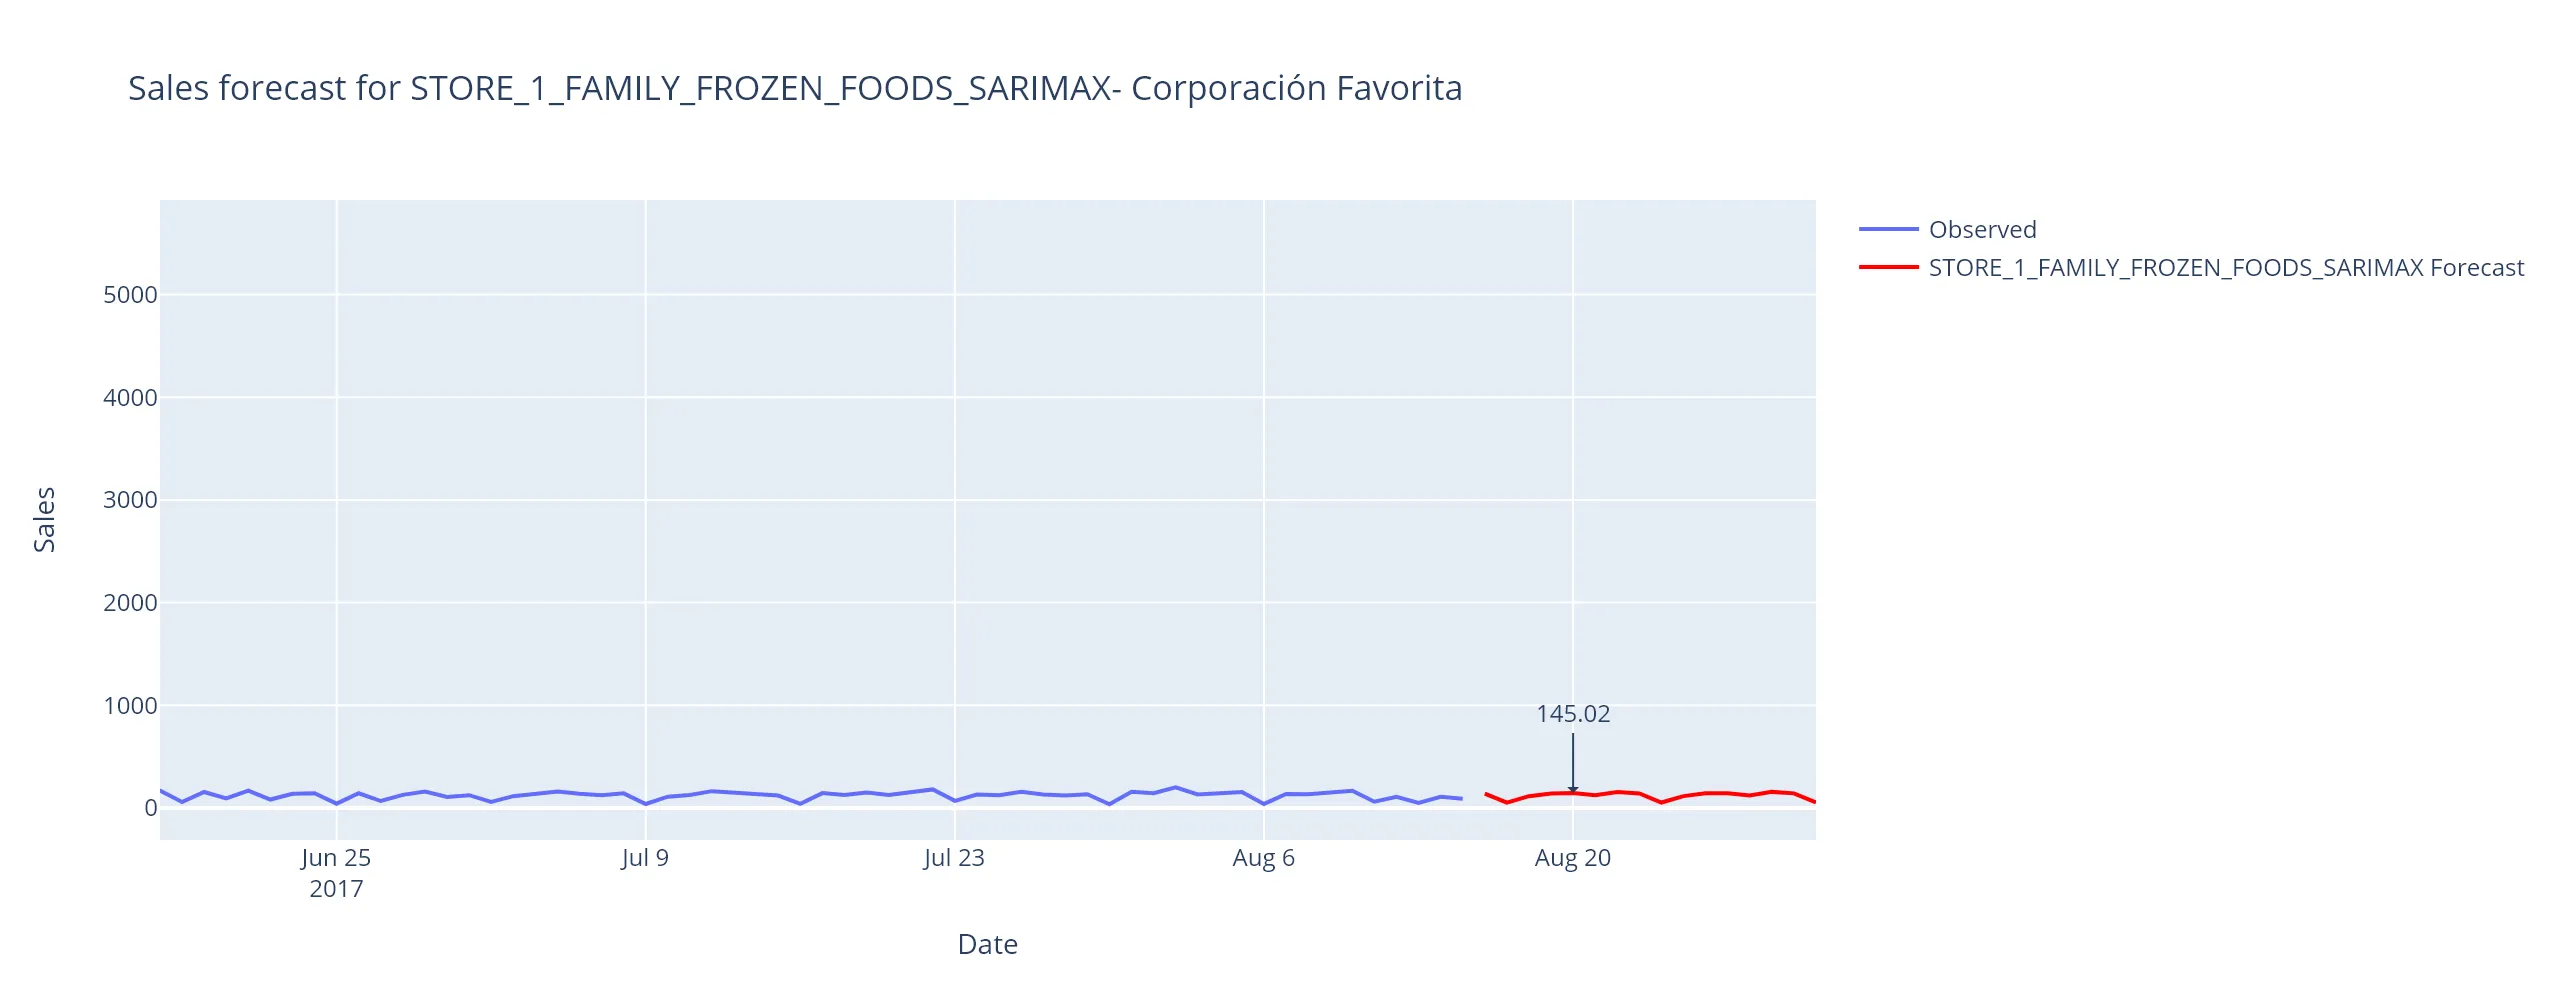 Sales forecast for STORE_1_FAMILY_FROZEN_FOODS_SARIMAX- Corporación Favorita
Observed
STORE_1_FAMILY_FROZEN_FOODS_SARIMAX Forecast
5000
4000
3000
2000
1000
0
Sales
145.02
Jun 25
2017
Jul 9
Jul 23
Aug 6
Aug 20
Date